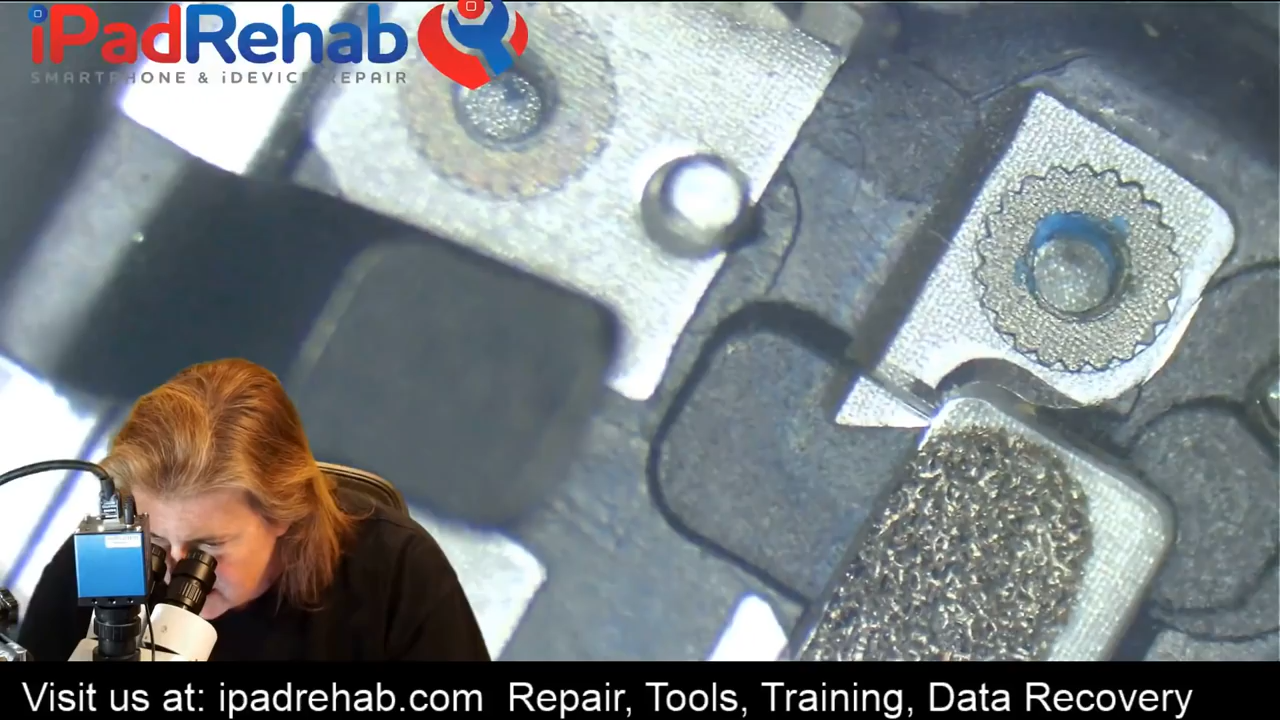 iPadRehab
SMARTPHONE & iDEVICE REPAIR
Visit us at: ipadrehab.com Repair, Tools, Training, Data Recovery